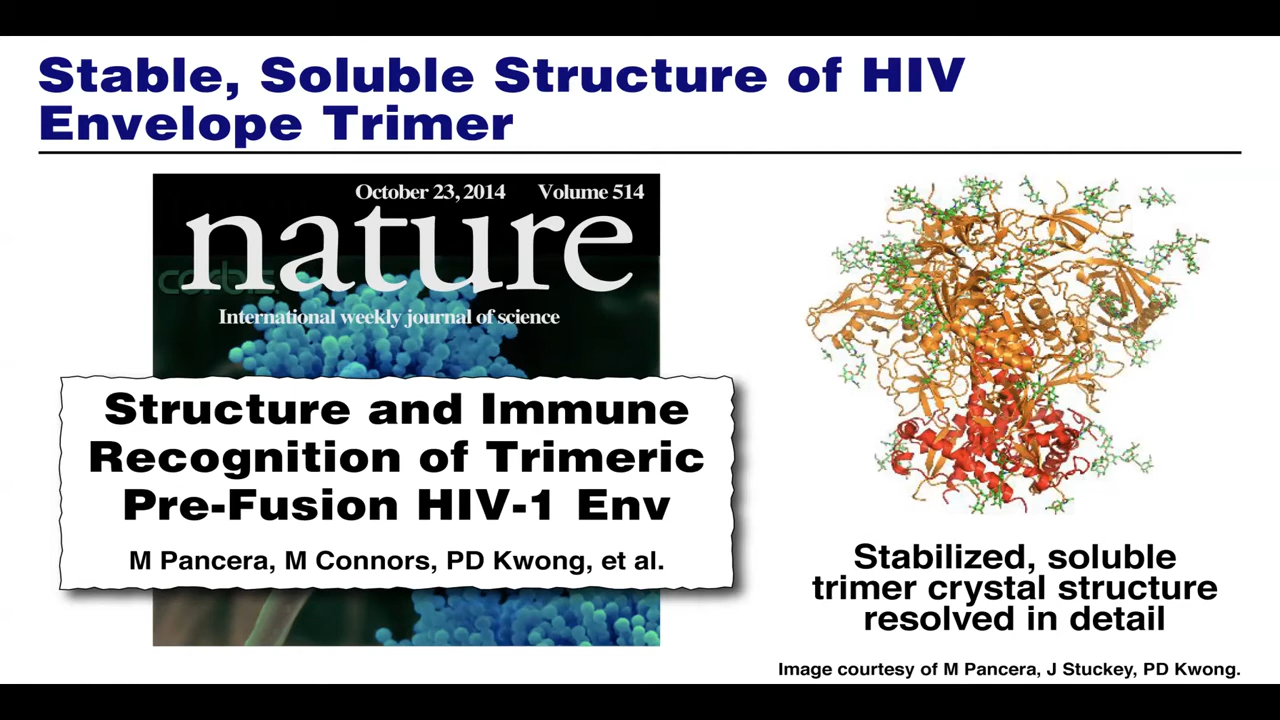 Stable, Soluble Structure of HIV
Envelope Trimer
October 23, 2014 Volume 514
nature
corbis
International weekly journal of science
Structure and Immune
Recognition of Trimeric
Pre-Fusion HIV-1 Env
M Pancera, M Connors, PD Kwong, et al.
Stabilized, soluble
trimer crystal structure
resolved in detail
Image courtesy of M Pancera, J Stuckey, PD Kwong.